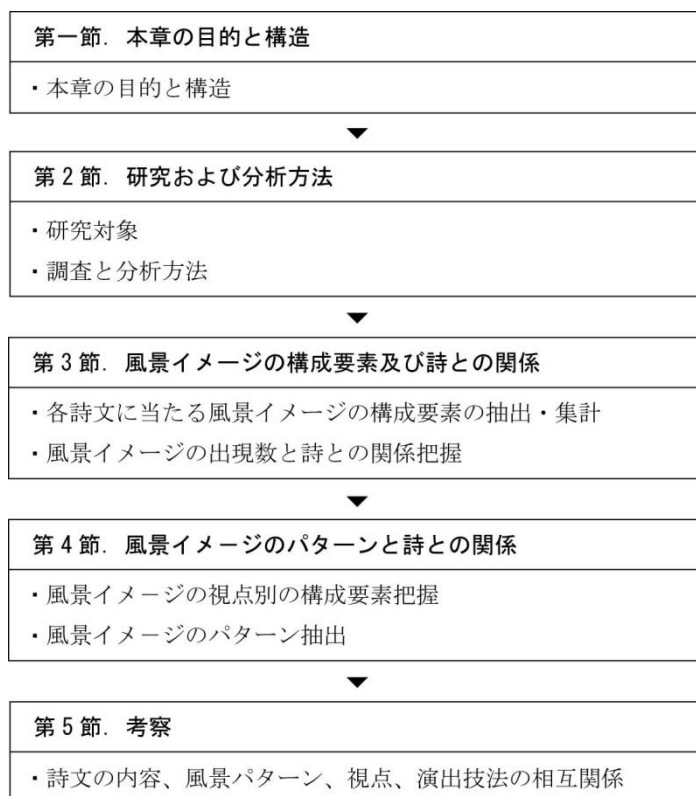 第一節．本章の目的と構造
・本章の目的と構造
第２節．研究および分析方法
・研究対象
・調査と分析方法
第３節．風景イメージの構成要素及び詩との関係
・各詩文に当たる風景イメージの構成要素の抽出・集計
・風景イメージの出現数と詩との関係把握
第４節．風景イメージのパターンと詩との関係
・風景イメージの視点別の構成要素把握
・風景イメージのパターン抽出
第５節．考察
・詩文の内容、風景パターン、視点、演出技法の相互関係